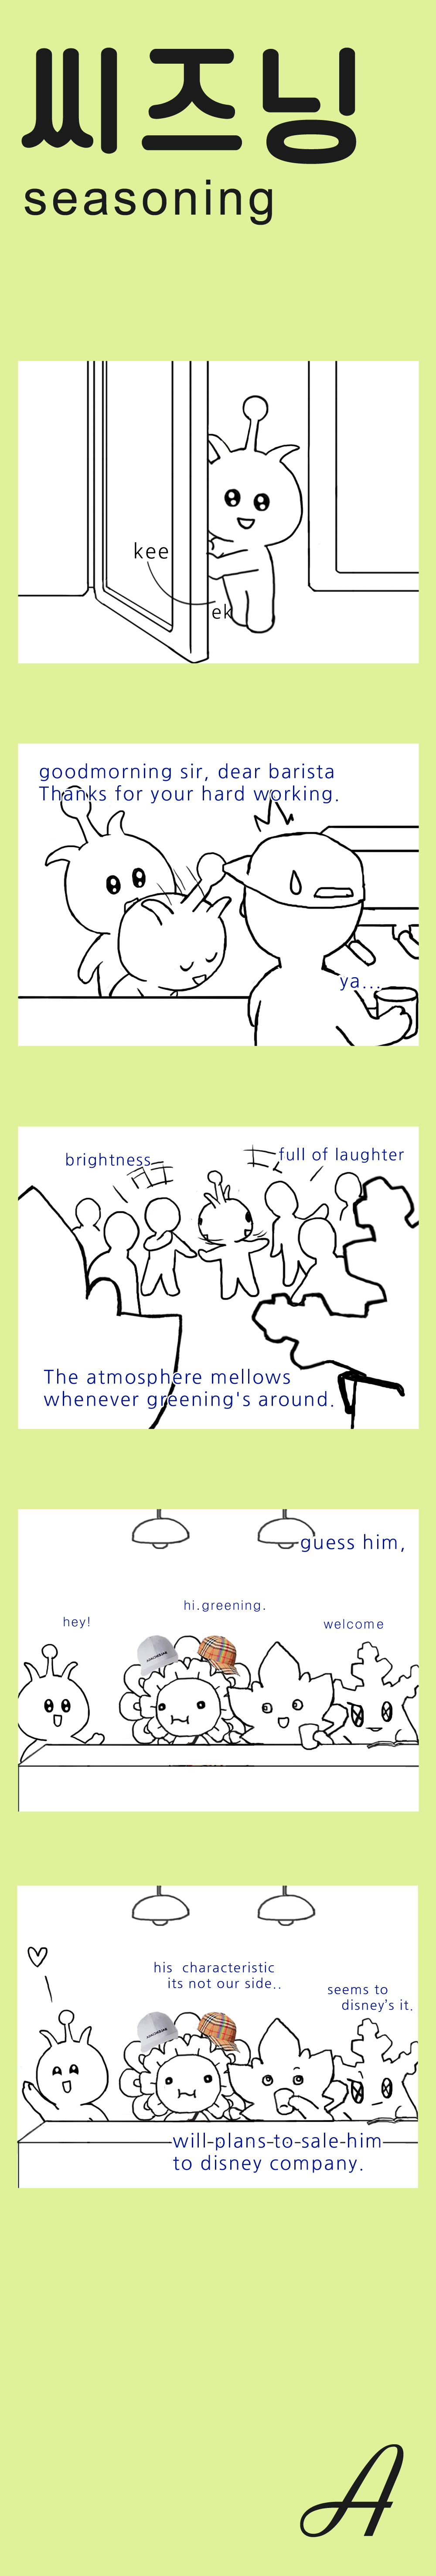 씨즈닝
seasoning
kee
ek
goodmorning sir, dear barista
Thanks for your hard working.
ya...
brightness
full of laughter
The atmosphere mellows
whenever greening's around.
guess him,
hi.greening.
hey!
welcome
his characteristic
its not our side..
seems to
disney's it.
will-plans-to-sale-him
to disney company.
A